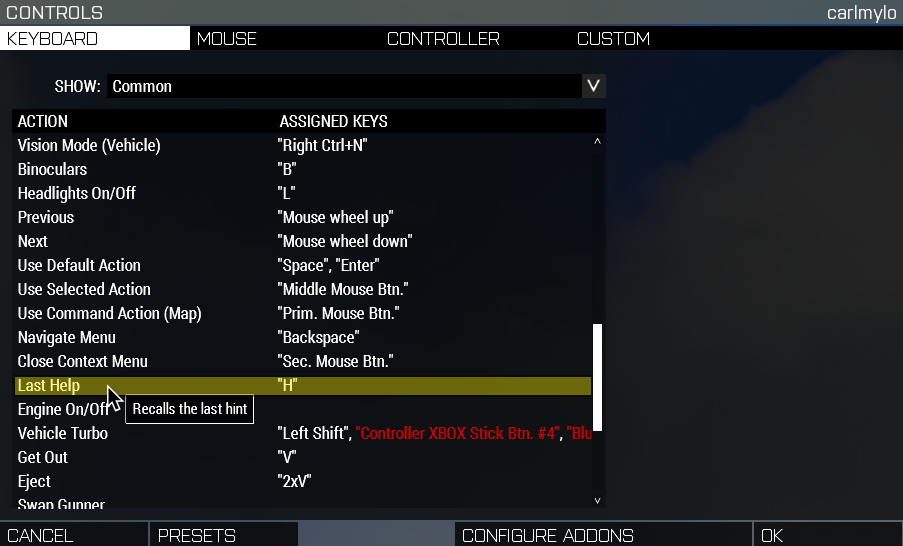 CONTROLS carlmylo
KEYBOARD MOUSE CONTROLLER CUSTOM
SHOW: Common
ACTION ASSIGNED KEYS
Vision Mode (Vehicle) "Right Ctrl+N"
Binoculars "B"
Headlights On/Off "L"
Previous "Mouse wheel up"
Next "Mouse wheel down"
Use Default Action "Space", "Enter"
Use Selected Action "Middle Mouse Btn."
Use Command Action (Map) "Prim. Mouse Btn."
Navigate Menu "Backspace"
Close Context Menu "Sec. Mouse Btn."
Last Help "H"
Engine On/Off
Recalls the last hint
Vehicle Turbo "Left Shift", "Controller XBOX Stick Btn. #4", "Blu
Get Out "V"
Eject "2xV"
Swap Gunner
CANCEL PRESETS CONFIGURE ADDONS OK